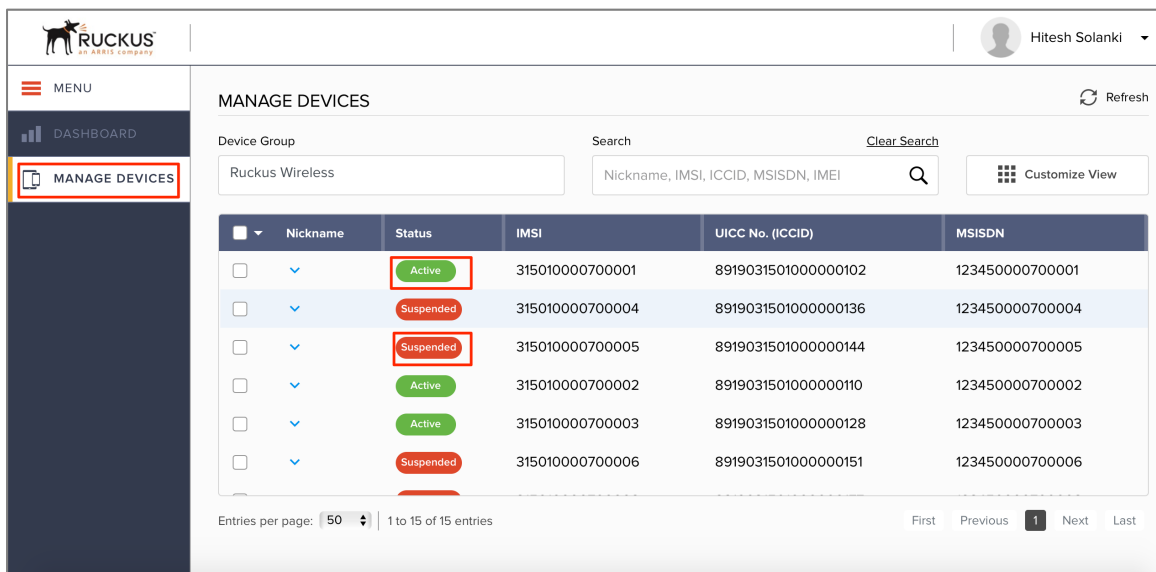 RUCKUS
an ARRIS company
Hitesh Solanki
MENU
DASHBOARD
MANAGE DEVICES
MANAGE DEVICES
Refresh
Device Group
Search
Clear Search
Ruckus Wireless
Nickname, IMSI, ICCID, MSISDN, IMEI
Customize View
Nickname Status IMSI UICC No. (ICCID) MSISDN
Active 315010000700001 8919031501000000102 123450000700001
Suspended 315010000700004 8919031501000000136 123450000700004
Suspended 315010000700005 8919031501000000144 123450000700005
Active 315010000700002 8919031501000000110 123450000700002
Active 315010000700003 8919031501000000128 123450000700003
Suspended 315010000700006 8919031501000000151 123450000700006
Entries per page: 50 1 to 15 of 15 entries
First Previous 1 Next Last